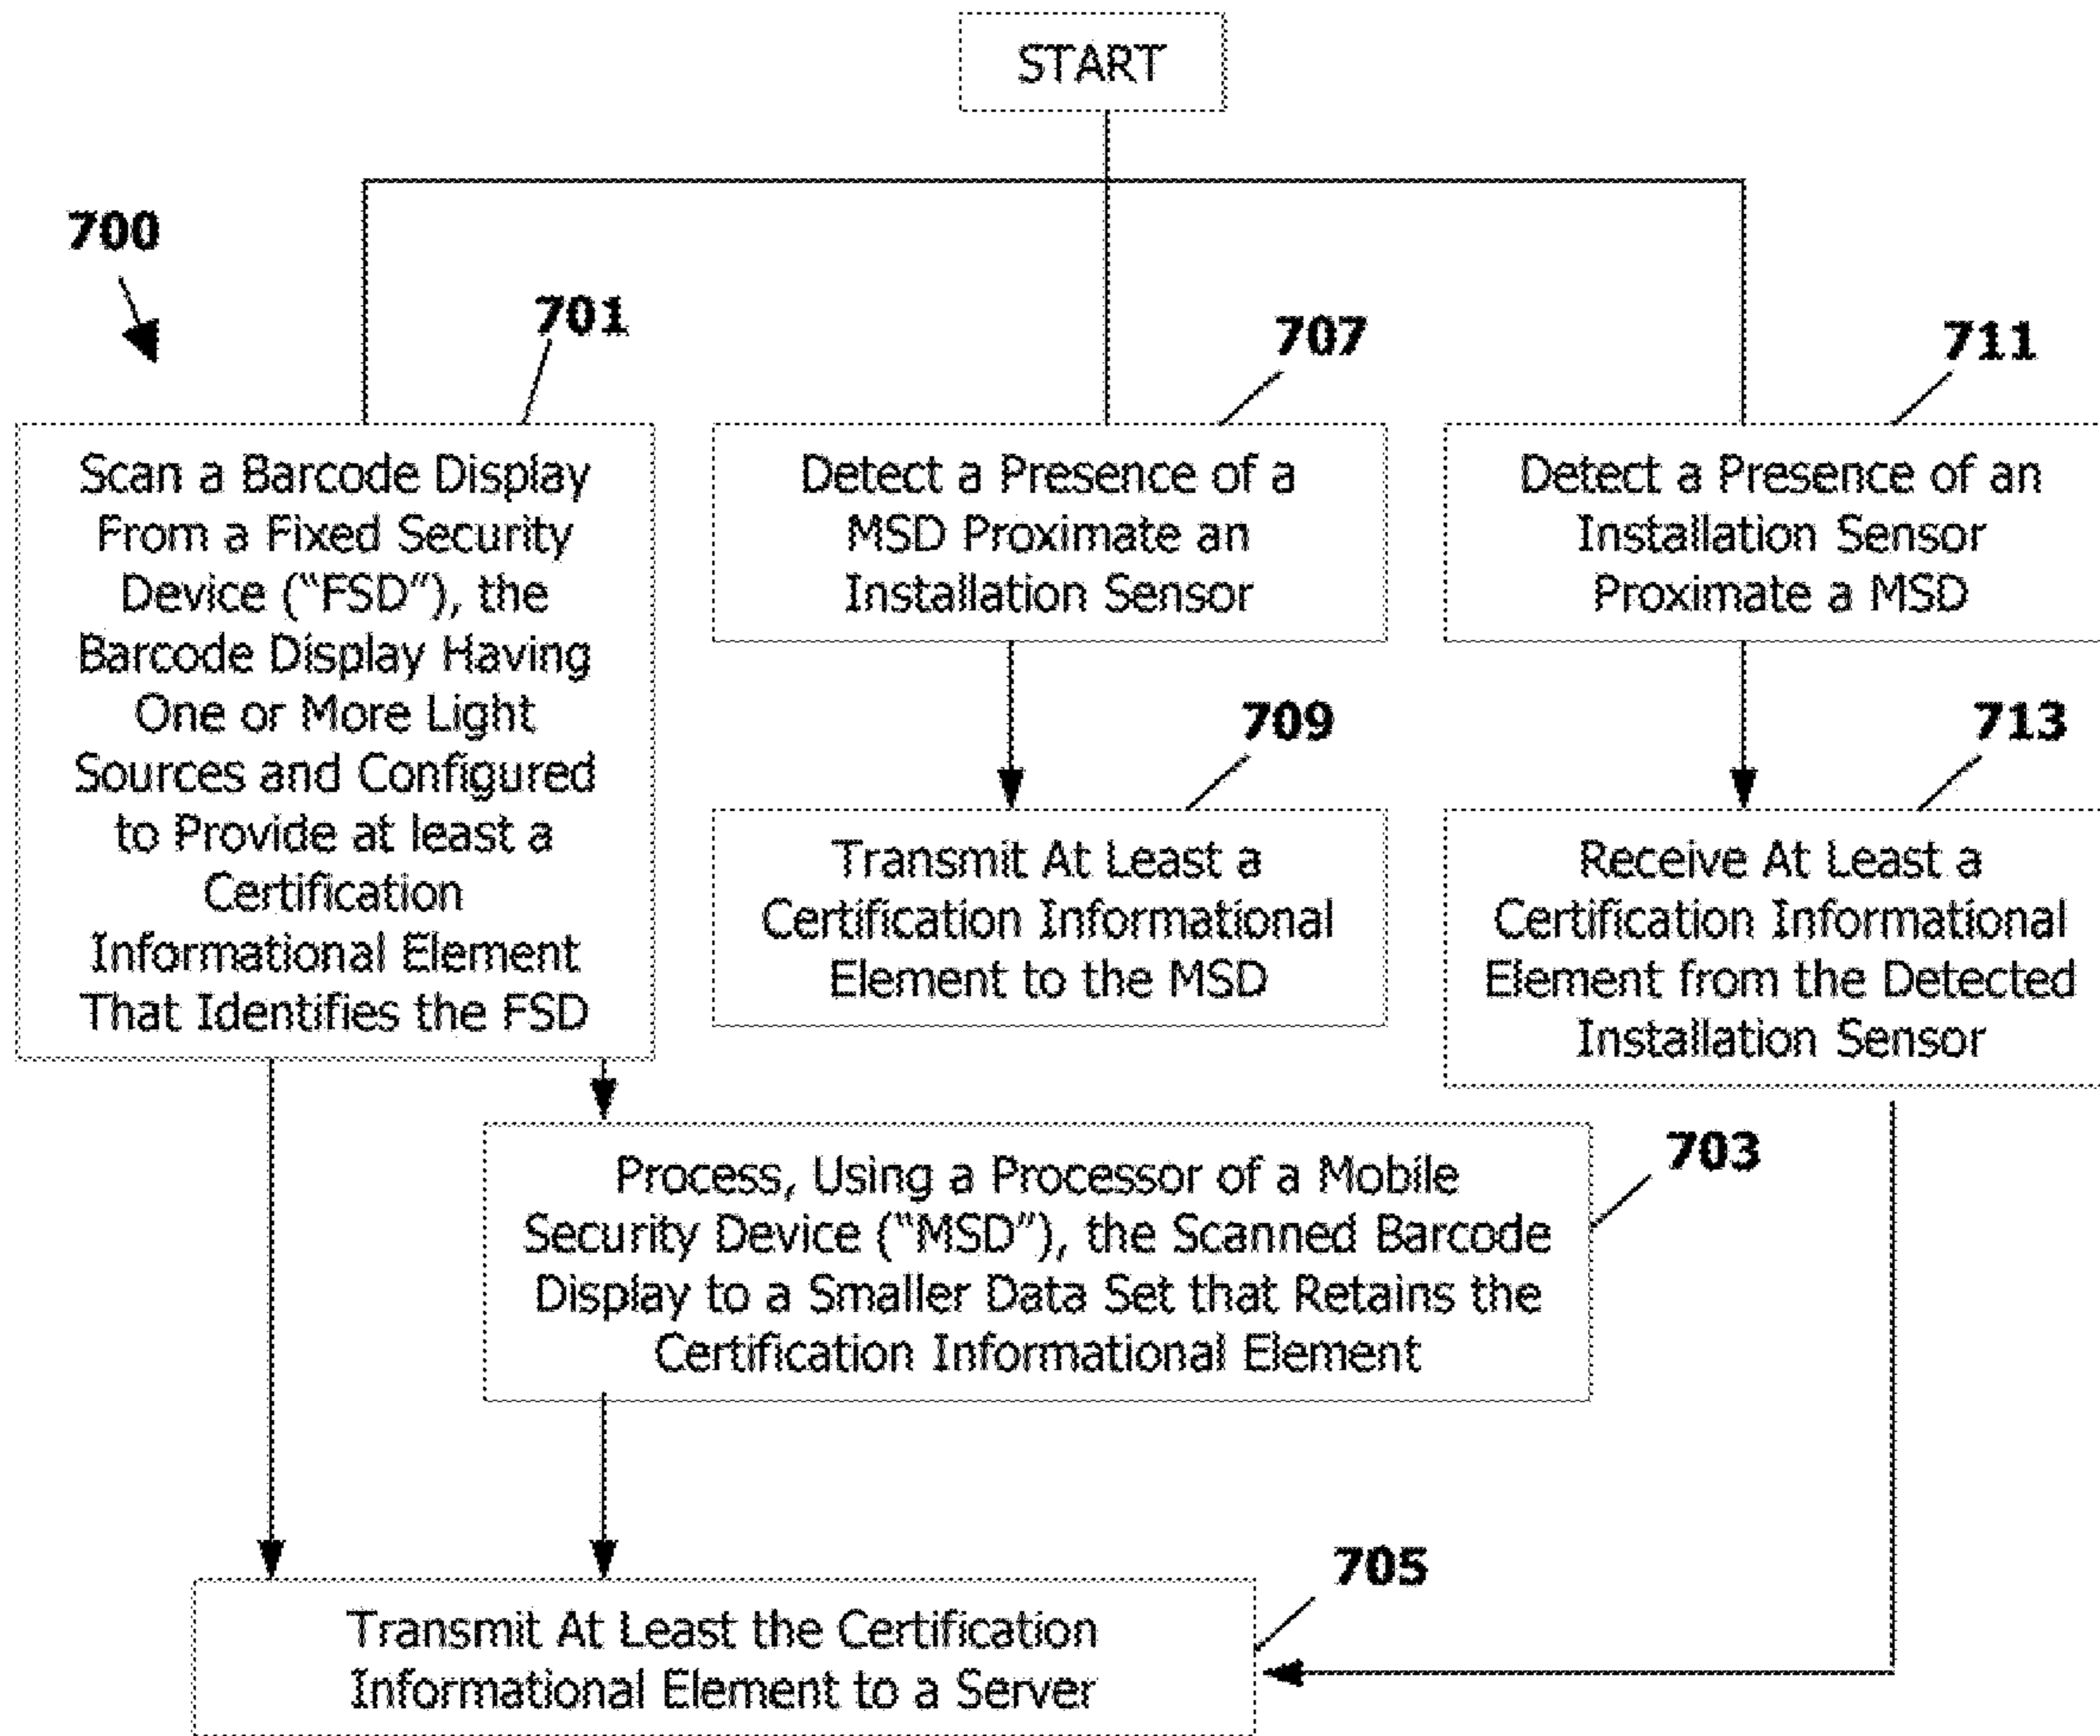 START
700
701
707
711
Scan a Barcode Display
From a Fixed Security
Device (“FSD”), the
Barcode Display Having
One or More Light
Sources and Configured
to Provide at least a
Certification
Informational Element
That Identifies the FSD
Detect a Presence of a
MSD Proximate an
Installation Sensor
Detect a Presence of an
Installation Sensor
Proximate a MSD
709
713
Transmit At Least a
Certification Informational
Element to the MSD
Receive At Least a
Certification Informational
Element from the Detected
Installation Sensor
703
Process, Using a Processor of a Mobile
Security Device (“MSD”), the Scanned Barcode
Display to a Smaller Data Set that Retains the
Certification Informational Element
705
Transmit At Least the Certification
Informational Element to a Server